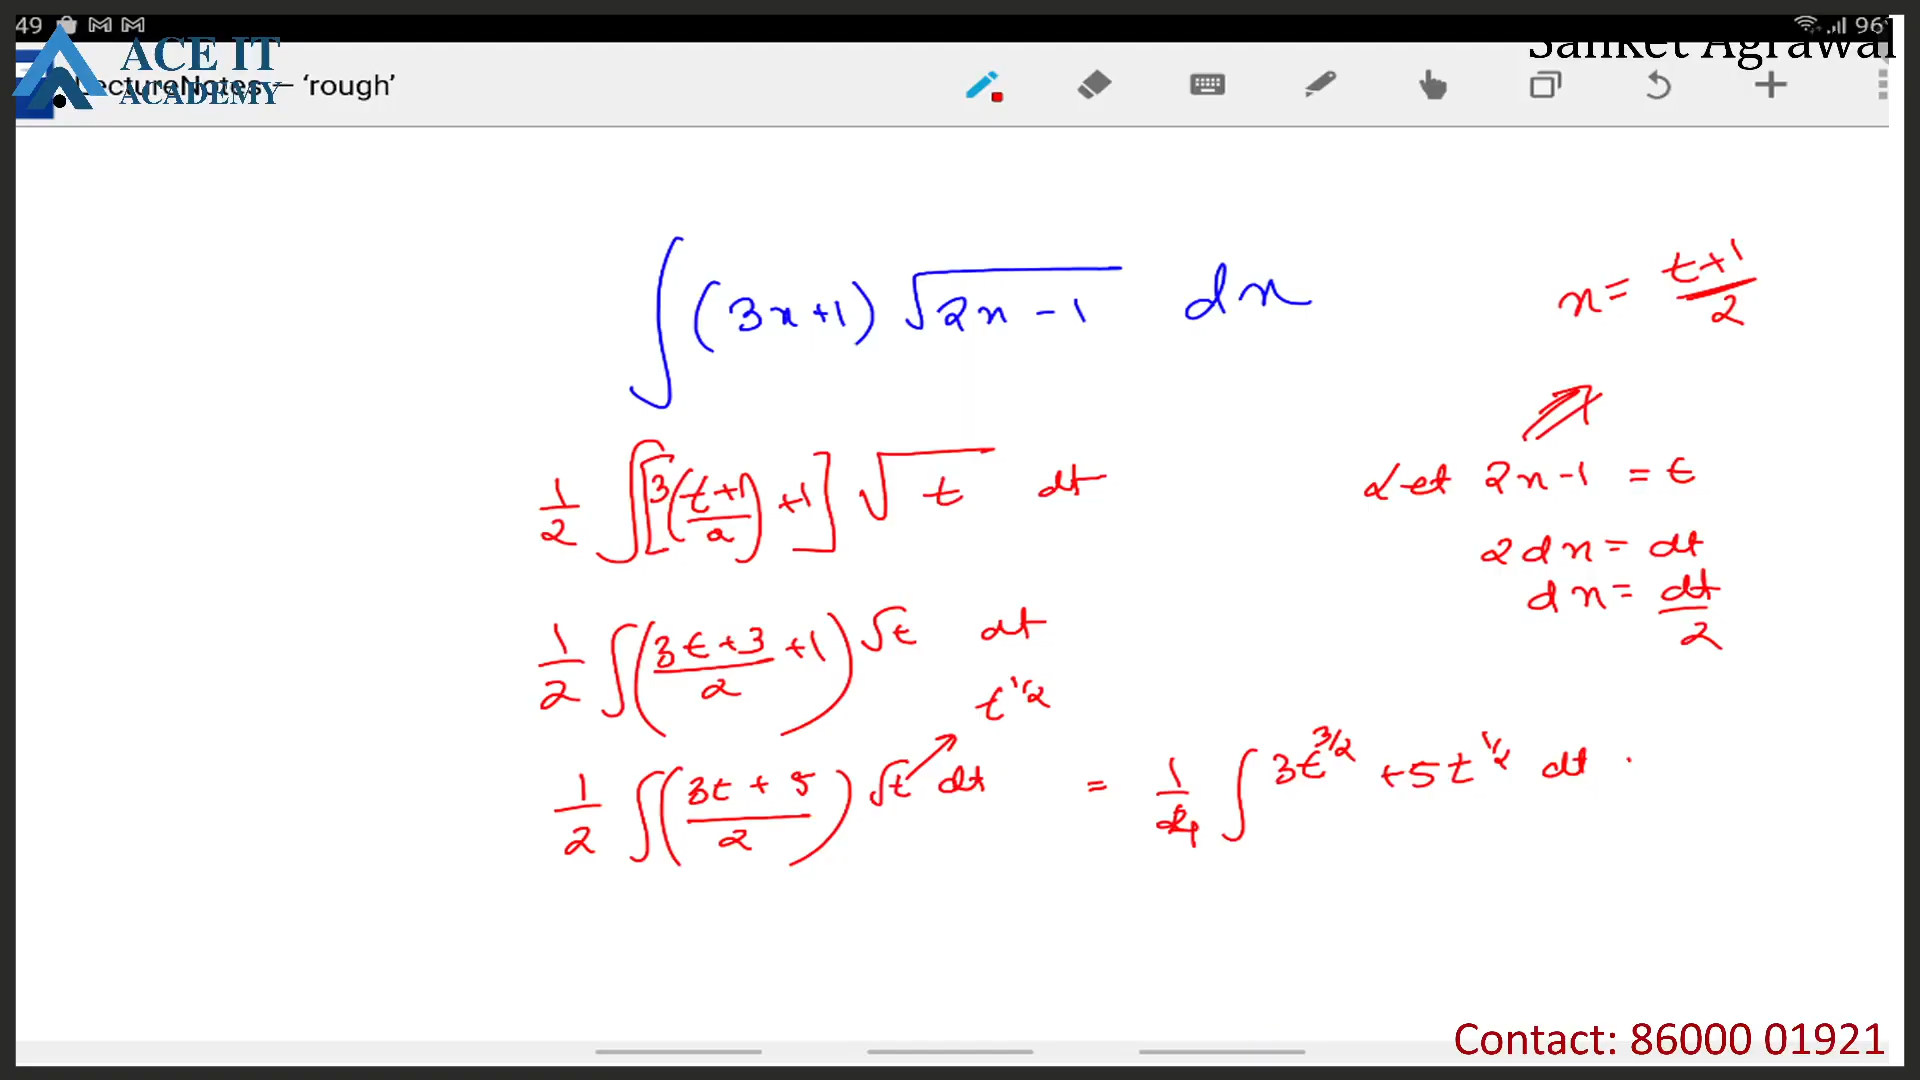 49 96
ACE IT
ACADEMY
LectureNotes – ‘rough’
Sanket Agrawal
∫ (3x+1) √(2x-1) dx
x = (t+1)/2
1/2 ∫ [3((t+1)/2) +1] √t dt
Let 2x-1 = t
2dx = dt
dx = dt/2
1/2 ∫ ((3t+3)/2 +1) √t dt
t^1/2
1/2 ∫ ((3t + 5)/2) √t dt = 1/4 ∫ 3t^3/2 + 5t^1/2 dt .
Contact: 86000 01921